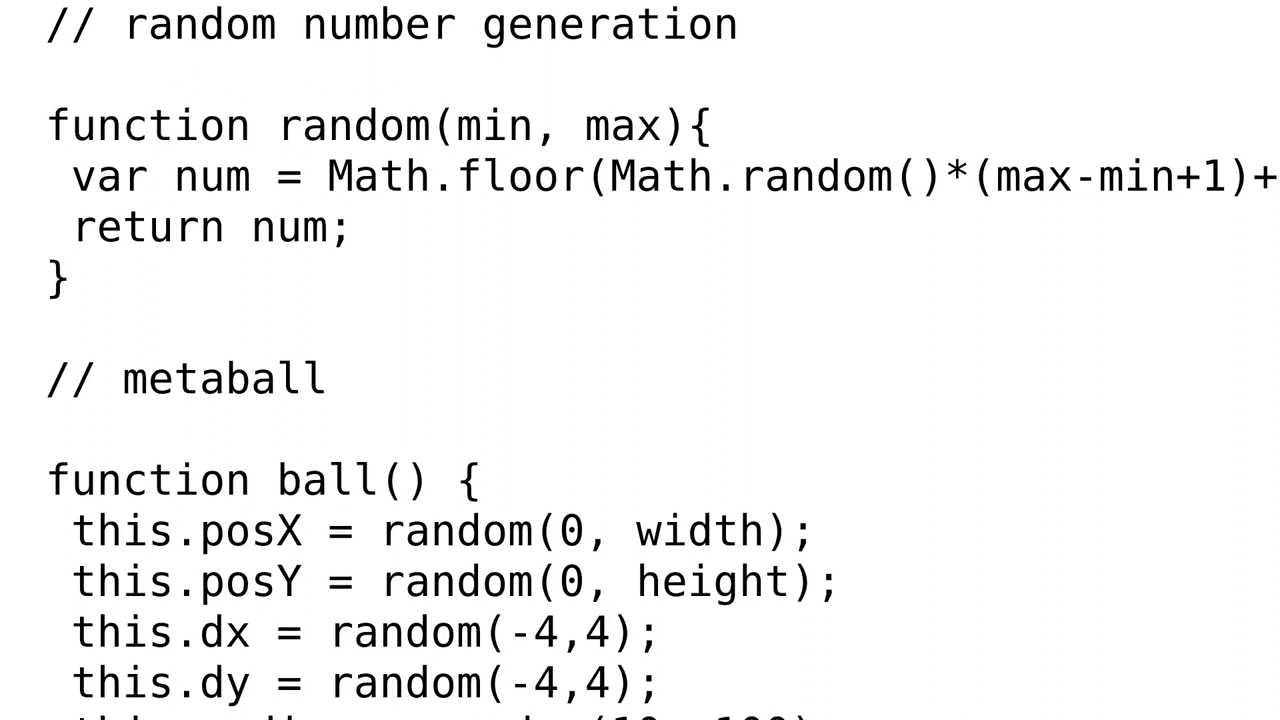 // random number generation
function random(min, max){
var num = Math.floor(Math.random()*(max-min+1)+
return num;
}
// metaball
function ball() {
this.posX = random(0, width);
this.posY = random(0, height);
this.dx = random(-4,4);
this.dy = random(-4,4);